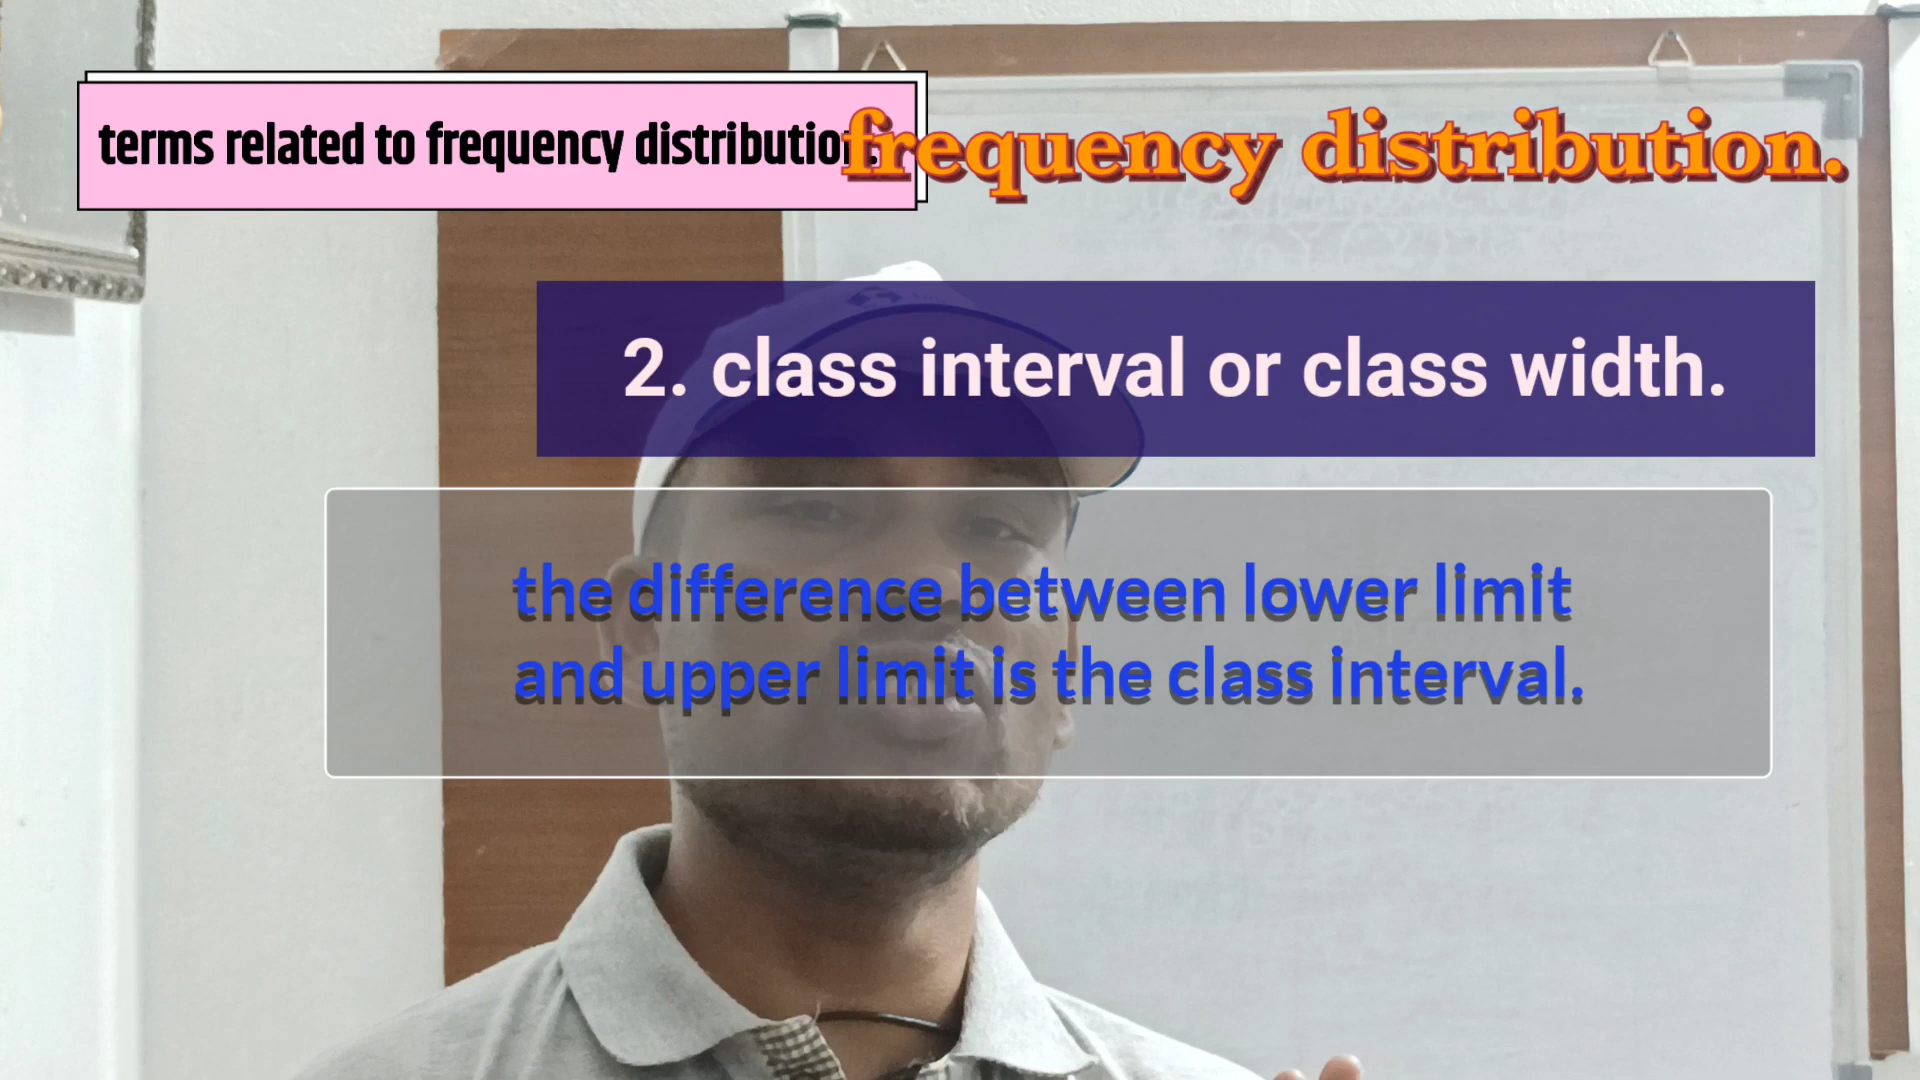 terms related to frequency distribution.
frequency distribution.
2. class interval or class width.
the difference between lower limit
and upper limit is the class interval.